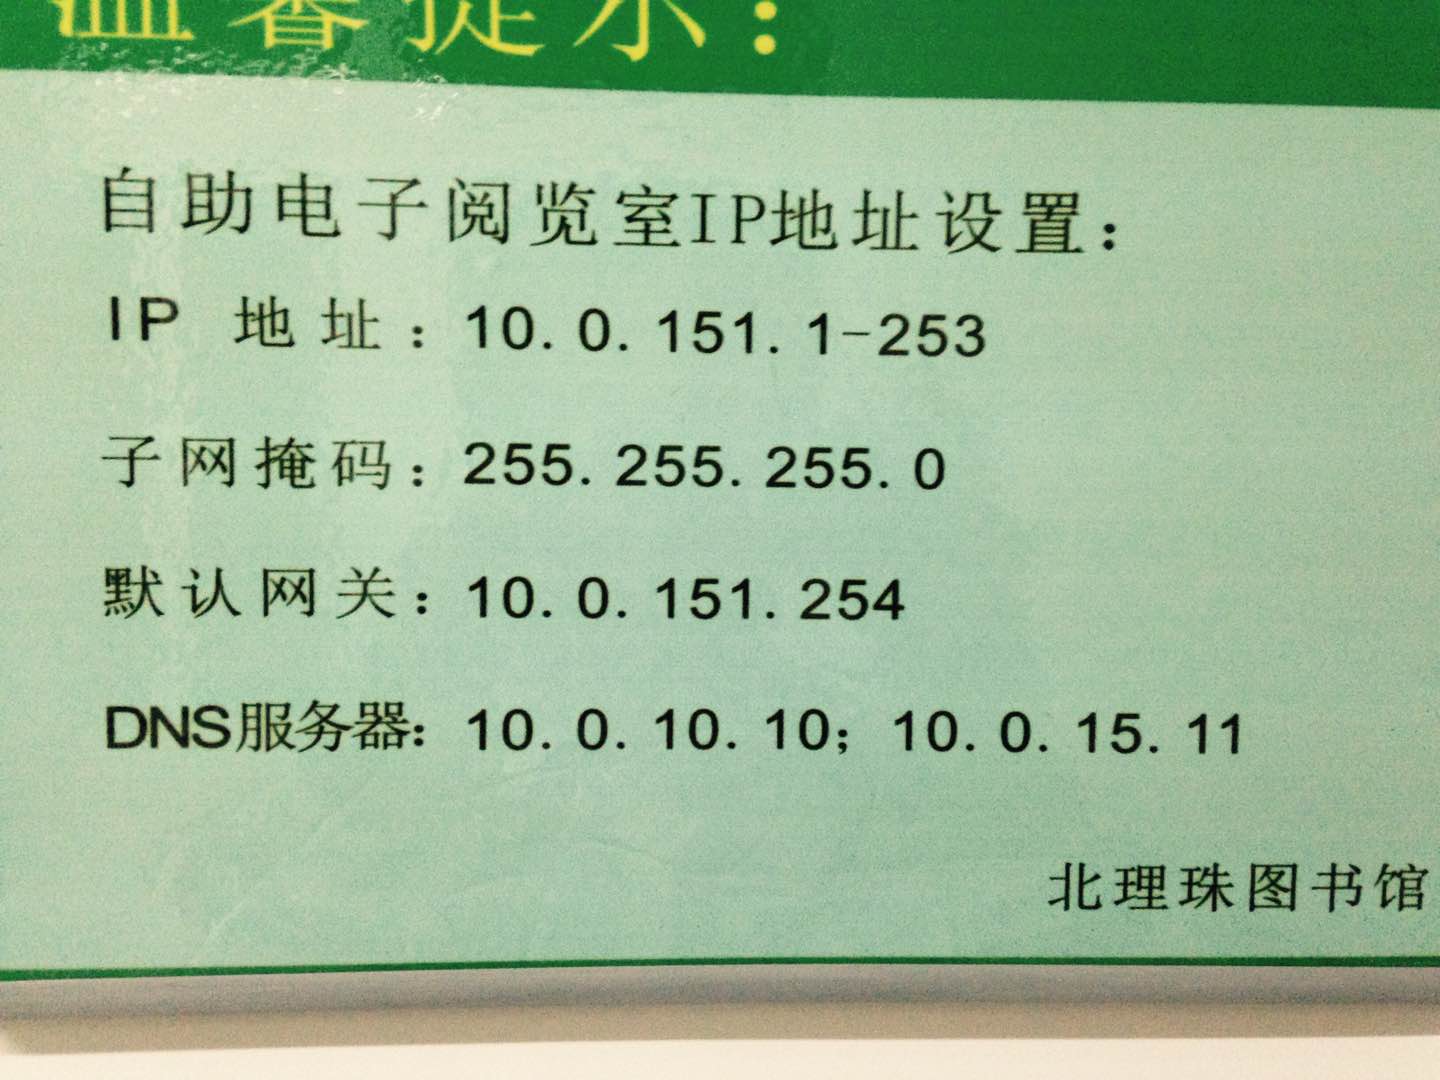 温馨提示：
自助电子阅览室IP地址设置：
IP 地址：10.0.151.1-253
子网掩码：255.255.255.0
默认网关：10.0.151.254
DNS服务器：10.0.10.10；10.0.15.11
北理珠图书馆